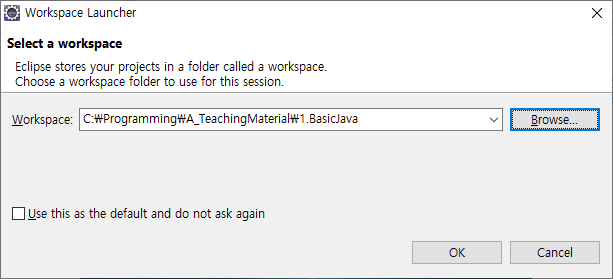 Workspace Launcher
Select a workspace
Eclipse stores your projects in a folder called a workspace.
Choose a workspace folder to use for this session.
Workspace: C:₩Programming₩A_TeachingMaterial₩1.BasicJava Browse...
Use this as the default and do not ask again
OK Cancel